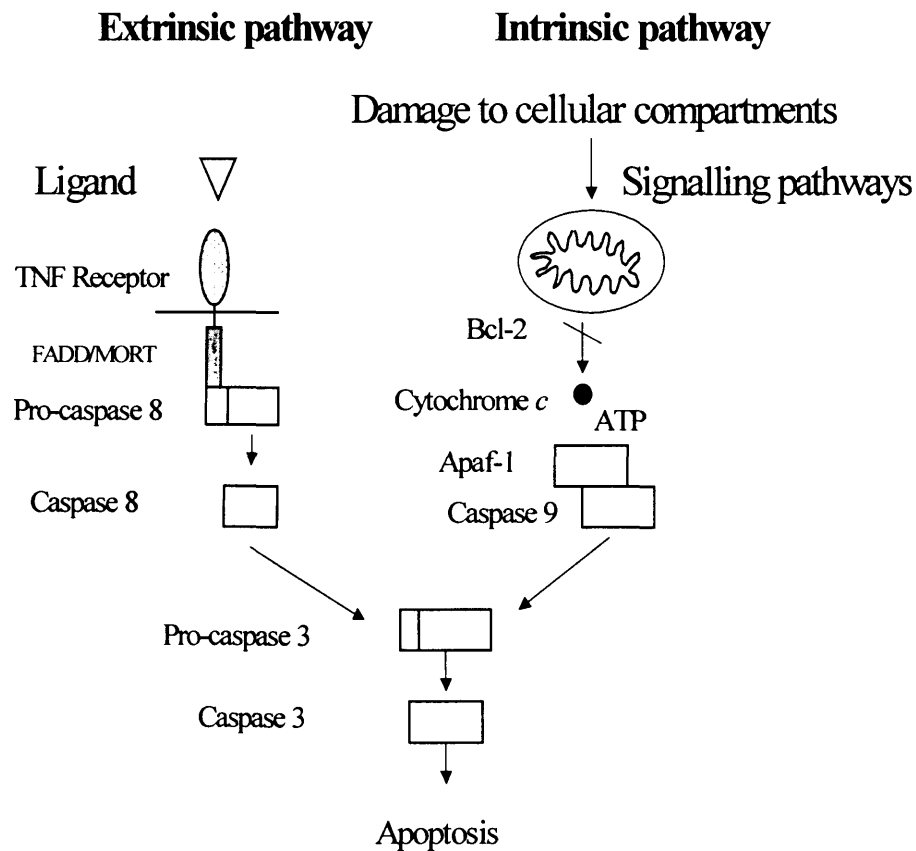 Extrinsic pathway
Intrinsic pathway
Damage to cellular compartments
Ligand
Signalling pathways
TNF Receptor
Bcl-2
FADD/MORT
Cytochrome c
Pro-caspase 8
ATP
Apaf-1
Caspase 8
Caspase 9
Pro-caspase 3
Caspase 3
Apoptosis